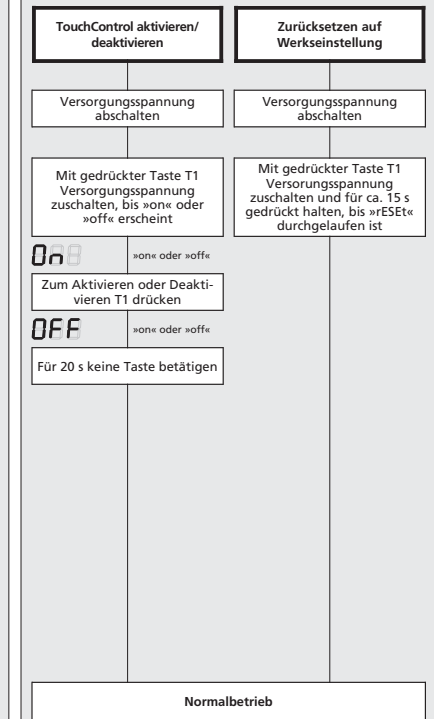 TouchControl aktivieren/
deaktivieren
Versorgungsspannung
abschalten
Mit gedrückter Taste T1
Versorgungsspannung
zuschalten, bis »on« oder
»off« erscheint
On
»on« oder »off«
Zum Aktivieren oder Deakti-
vieren T1 drücken
OFF
»on« oder »off«
Für 20 s keine Taste betätigen
Zurücksetzen auf
Werkseinstellung
Versorgungsspannung
abschalten
Mit gedrückter Taste T1
Versorungsspannung
zuschalten und für ca. 15 s
gedrückt halten, bis »rESEt«
durchgelaufen ist
Normalbetrieb